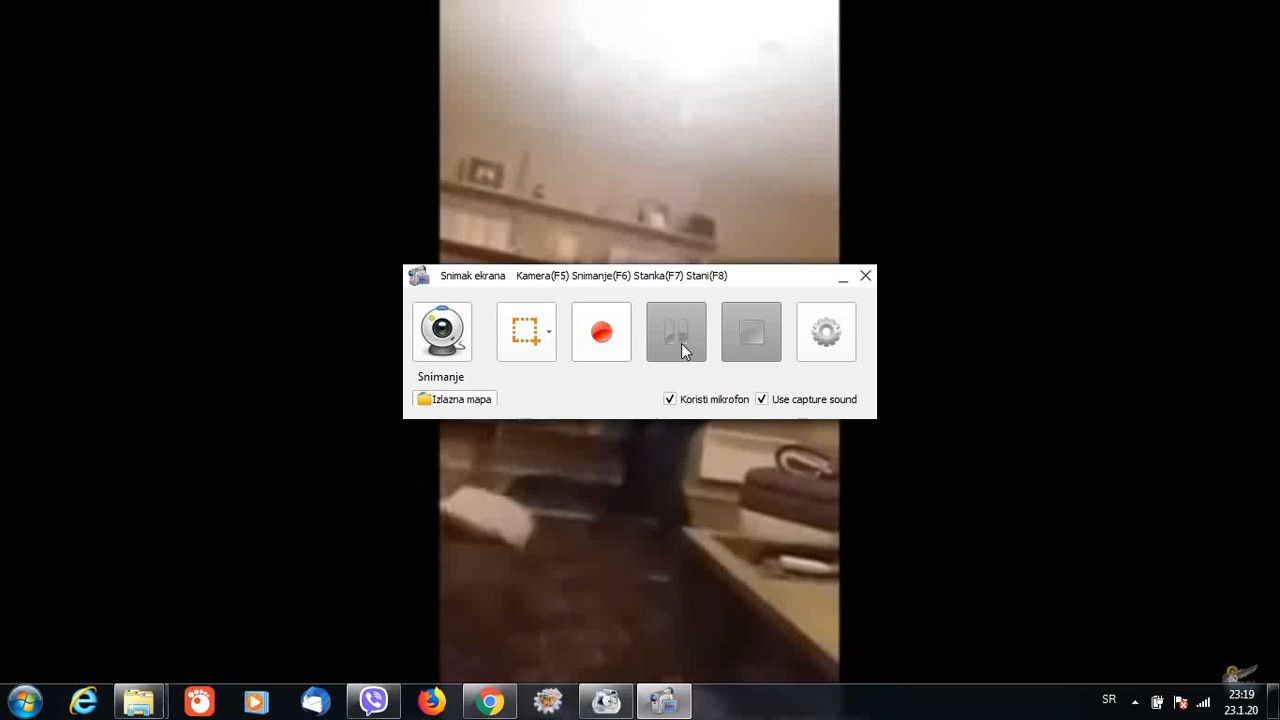 Snimak ekrana Kamera(F5) Snimanje(F6) Stanka(F7) Stani(F8)
Snimanje
Izlazna mapa
Koristi mikrofon
Use capture sound
SR
23:19
23.1.20